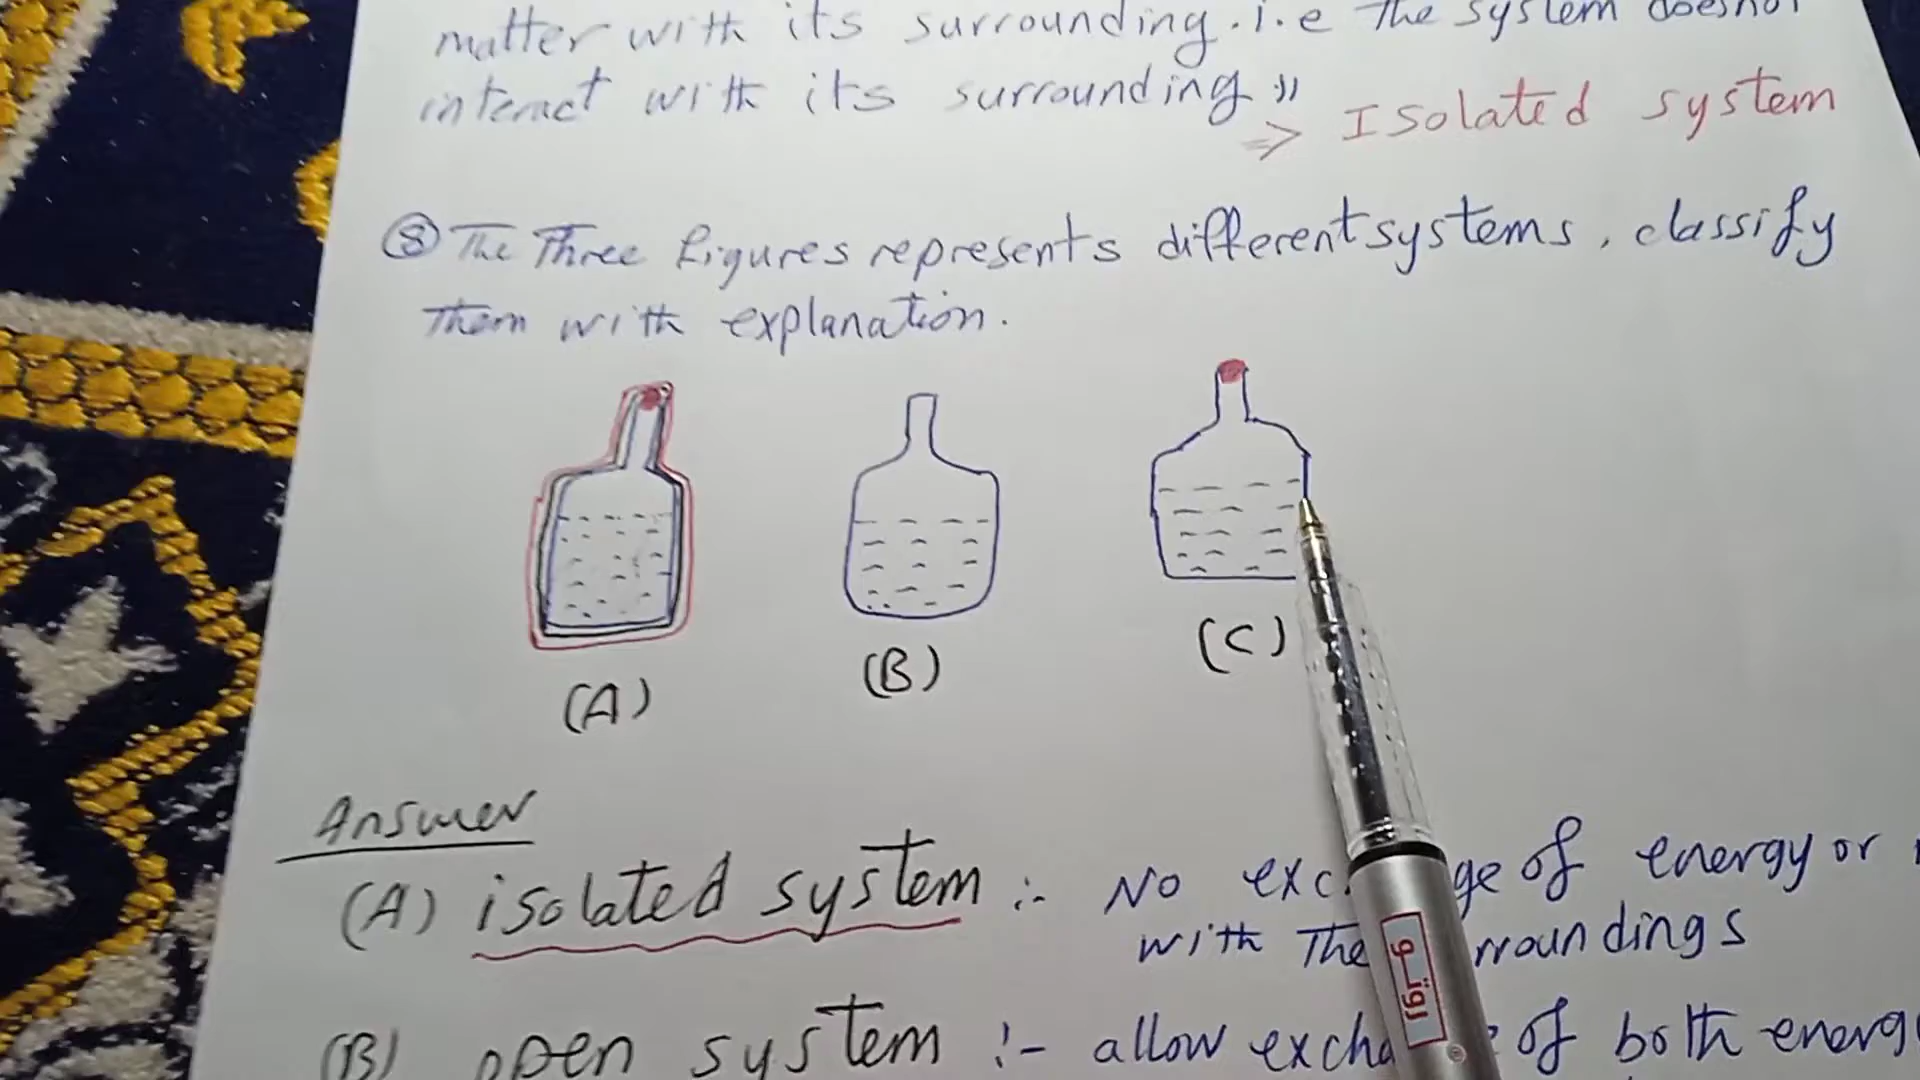 matter with its surrounding. i.e The system doesnot
interact with its surrounding"
⇒ Isolated system
⑧ The Three figures represents different systems, classify
Them with explanation.
(A)
(B)
(C)
Answer
(A) isolated system :- No exc ge of energy or
with The rroundings
(B) open system :- allow excha of both energ
روتــو